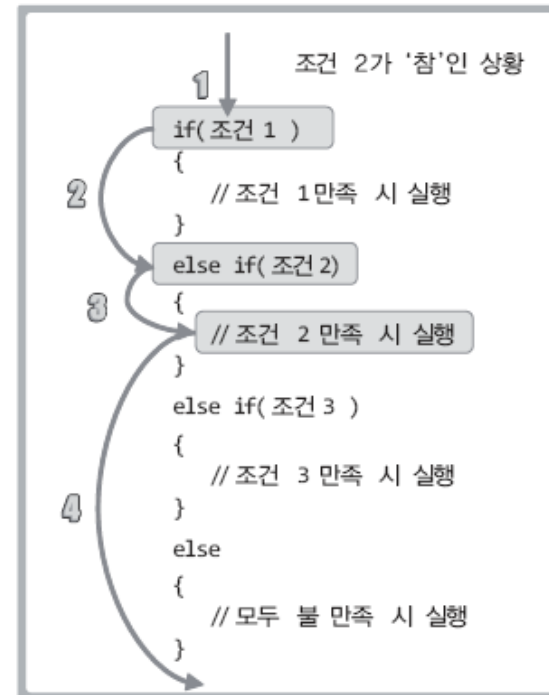 조건 2가 ‘참’인 상황
1
if( 조건 1 )
{
2
// 조건 1만족 시 실행
}
else if( 조건 2)
3
{
// 조건 2 만족 시 실행
}
else if( 조건 3 )
{
// 조건 3 만족 시 실행
4
}
else
{
// 모두 불 만족 시 실행
}